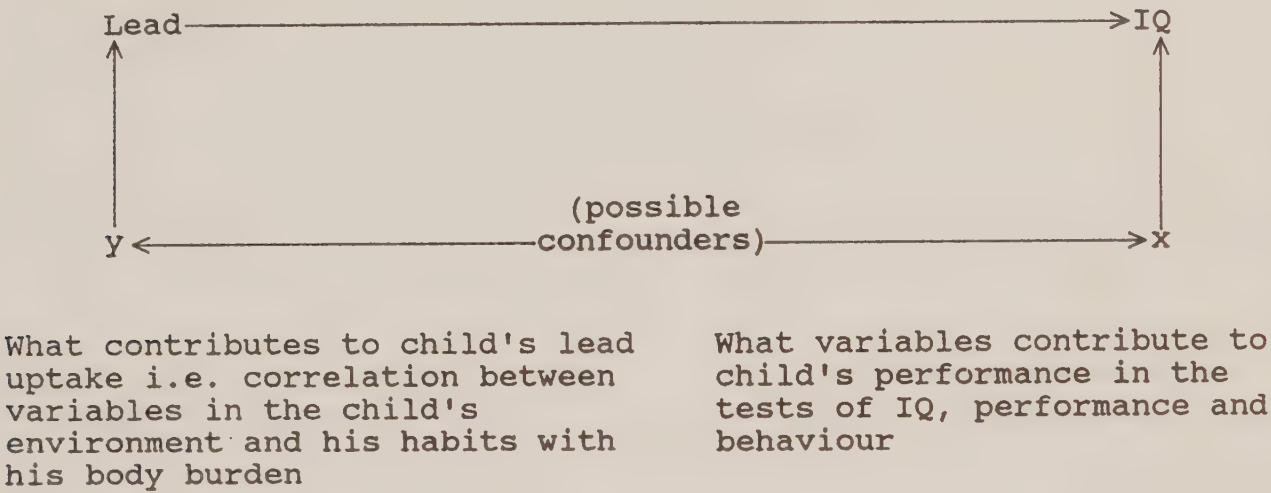 Lead IQ
(possible
y confounders) x
What contributes to child's lead
uptake i.e. correlation between
variables in the child's
environment and his habits with
his body burden
What variables contribute to
child's performance in the
tests of IQ, performance and
behaviour